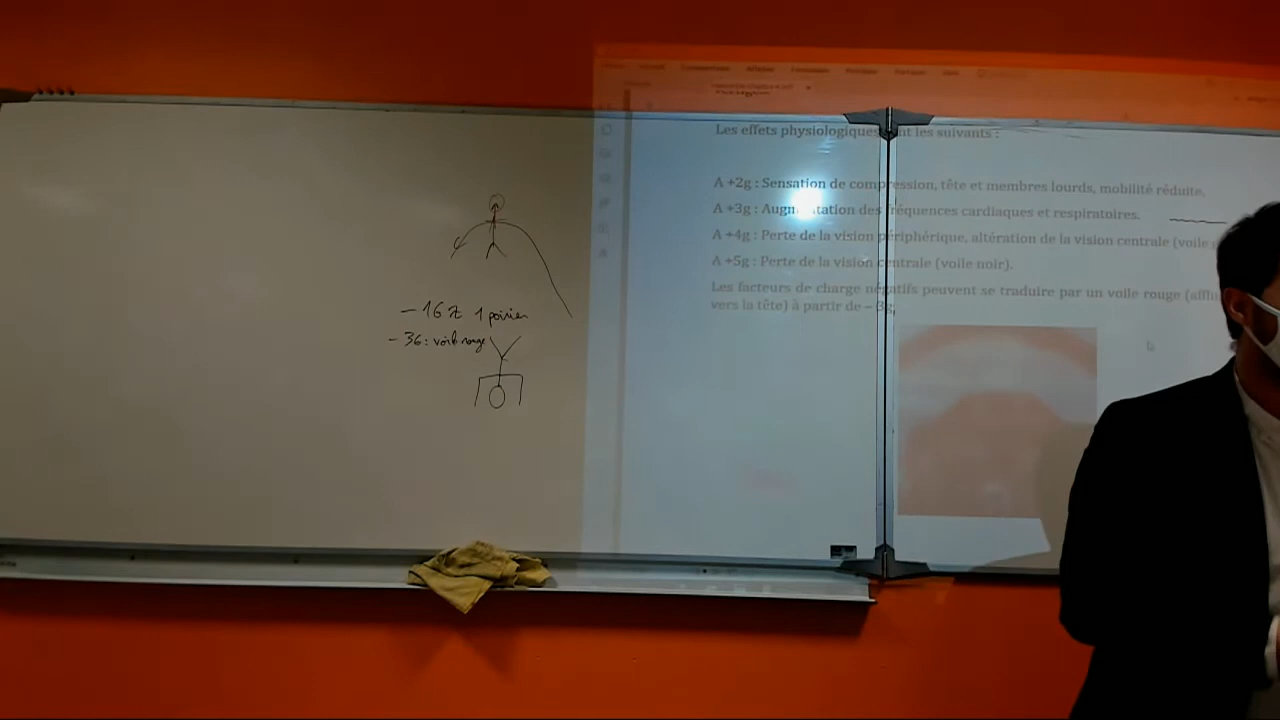 Les effets physiologiques sont les suivants :
A +2g : Sensation de compression, tête et membres lourds, mobilité réduite.
A +3g : Augmentation des fréquences cardiaques et respiratoires.
A +4g : Perte de la vision périphérique, altération de la vision centrale (voile
A +5g : Perte de la vision centrale (voile noir).
Les facteurs de charge négatifs peuvent se traduire par un voile rouge (afflu
vers la tête) à partir de – 3g.
- 1G 1 poirier
- 3G : voile rouge